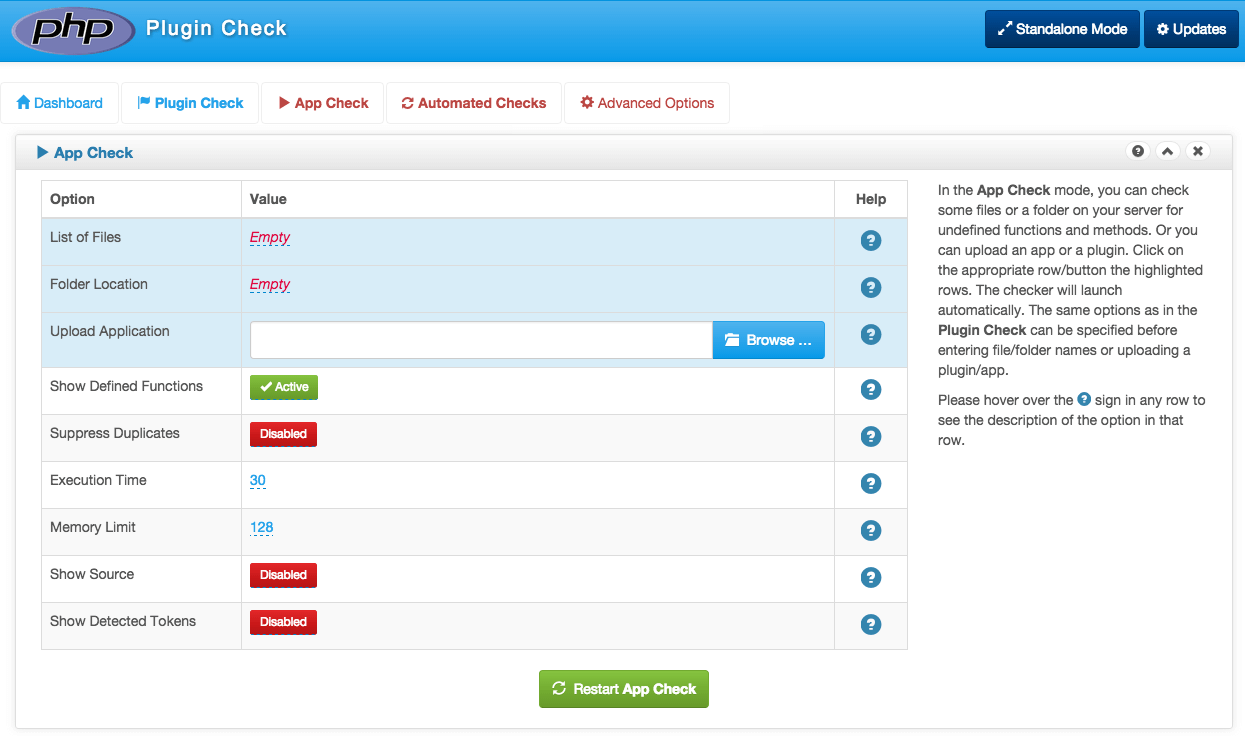 php Plugin Check
Standalone Mode
Updates
Dashboard
Plugin Check
App Check
Automated Checks
Advanced Options
App Check
Option Value Help
List of Files Empty
Folder Location Empty
Upload Application Browse ...
Show Defined Functions Active
Suppress Duplicates Disabled
Execution Time 30
Memory Limit 128
Show Source Disabled
Show Detected Tokens Disabled
In the App Check mode, you can check
some files or a folder on your server for
undefined functions and methods. Or you
can upload an app or a plugin. Click on
the appropriate row/button the highlighted
rows. The checker will launch
automatically. The same options as in the
Plugin Check can be specified before
entering file/folder names or uploading a
plugin/app.
Please hover over the ? sign in any row to
see the description of the option in that
row.
Restart App Check